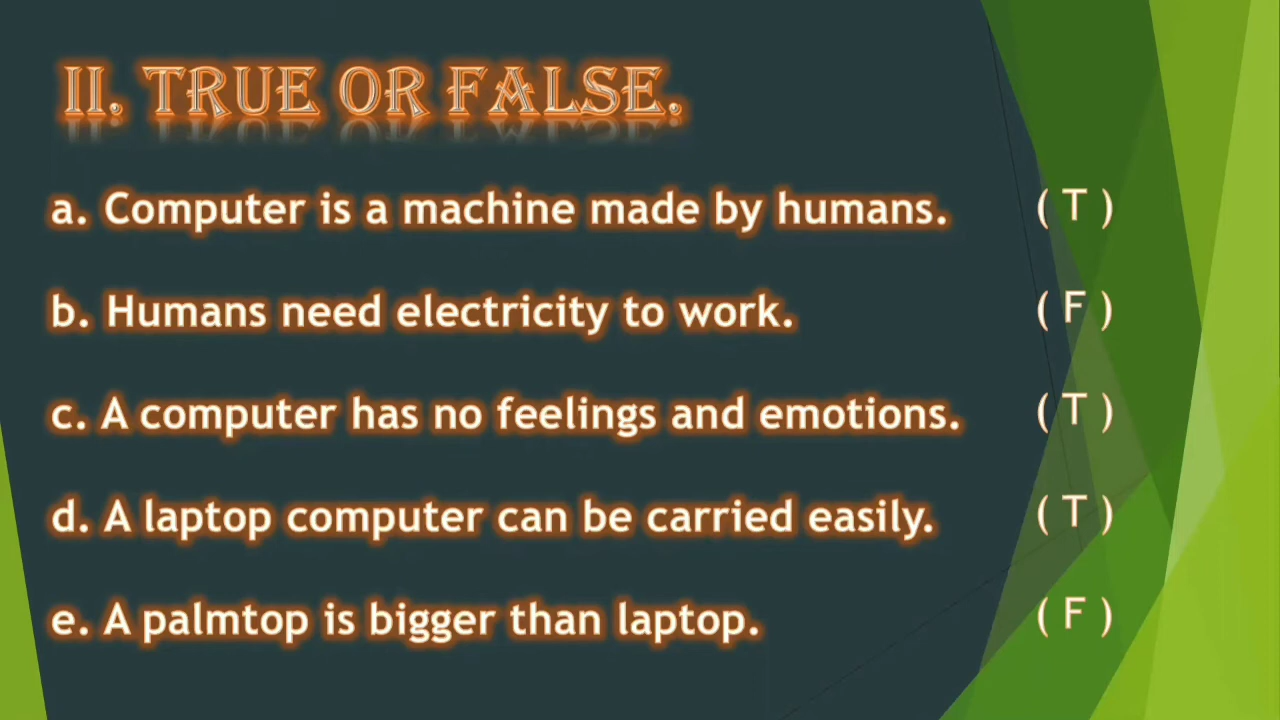 II. TRUE OR FALSE.
a. Computer is a machine made by humans. ( T )
b. Humans need electricity to work. ( F )
c. A computer has no feelings and emotions. ( T )
d. A laptop computer can be carried easily. ( T )
e. A palmtop is bigger than laptop. ( F )